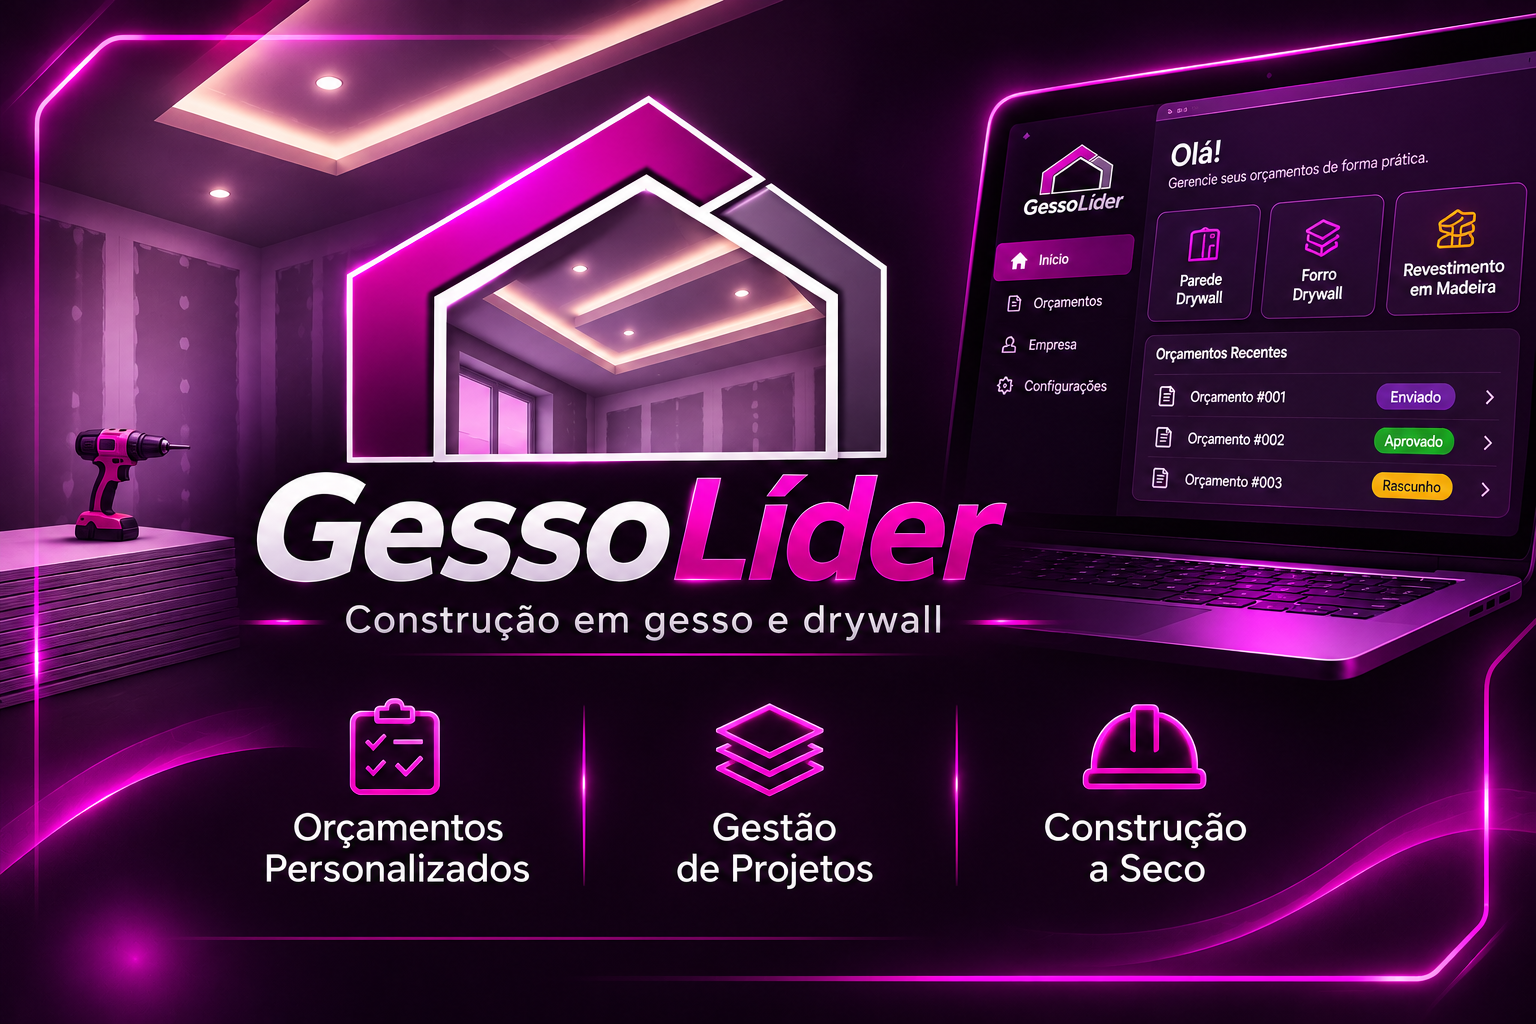 GessoLíder
Construção em gesso e drywall
Orçamentos
Personalizados
Gestão
de Projetos
Construção
a Seco
GessoLíder
Início
Orçamentos
Empresa
Configurações
Olá!
Gerencie seus orçamentos de forma prática.
Parede
Drywall
Forro
Drywall
Revestimento
em Madeira
Orçamentos Recentes
Orçamento #001 Enviado
Orçamento #002 Aprovado
Orçamento #003 Rascunho